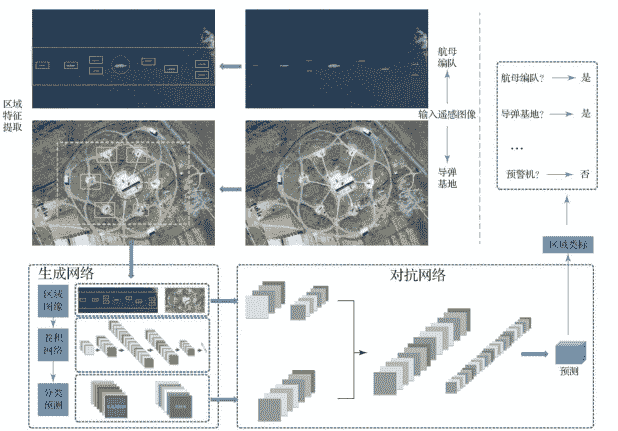 航母
编队
输入遥感图像
导弹
基地
区域
特征
提取
航母编队?
是
导弹基地?
是
...
预警机?
否
区域类标
生成网络
对抗网络
区域
图像
卷积
网络
分类
预测
预测